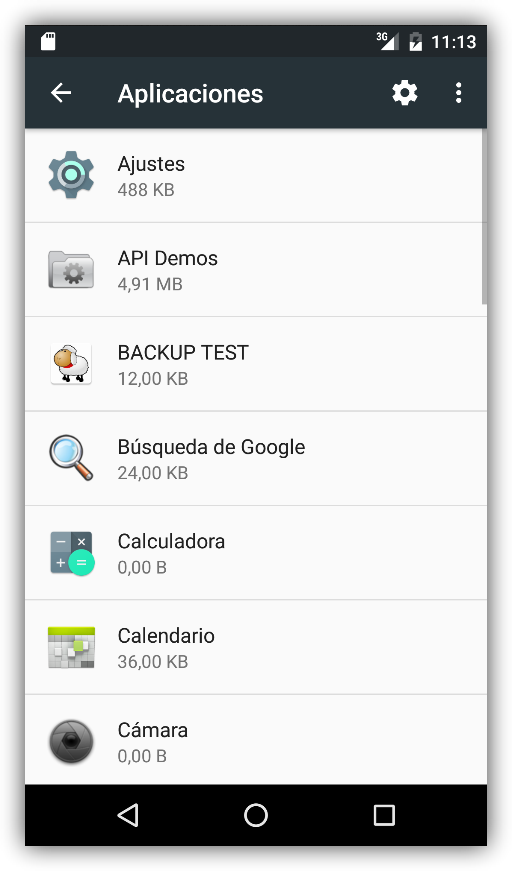 3G 11:13
Aplicaciones
Ajustes
488 KB
API Demos
4,91 MB
BACKUP TEST
12,00 KB
Búsqueda de Google
24,00 KB
Calculadora
0,00 B
Calendario
36,00 KB
Cámara
0,00 B